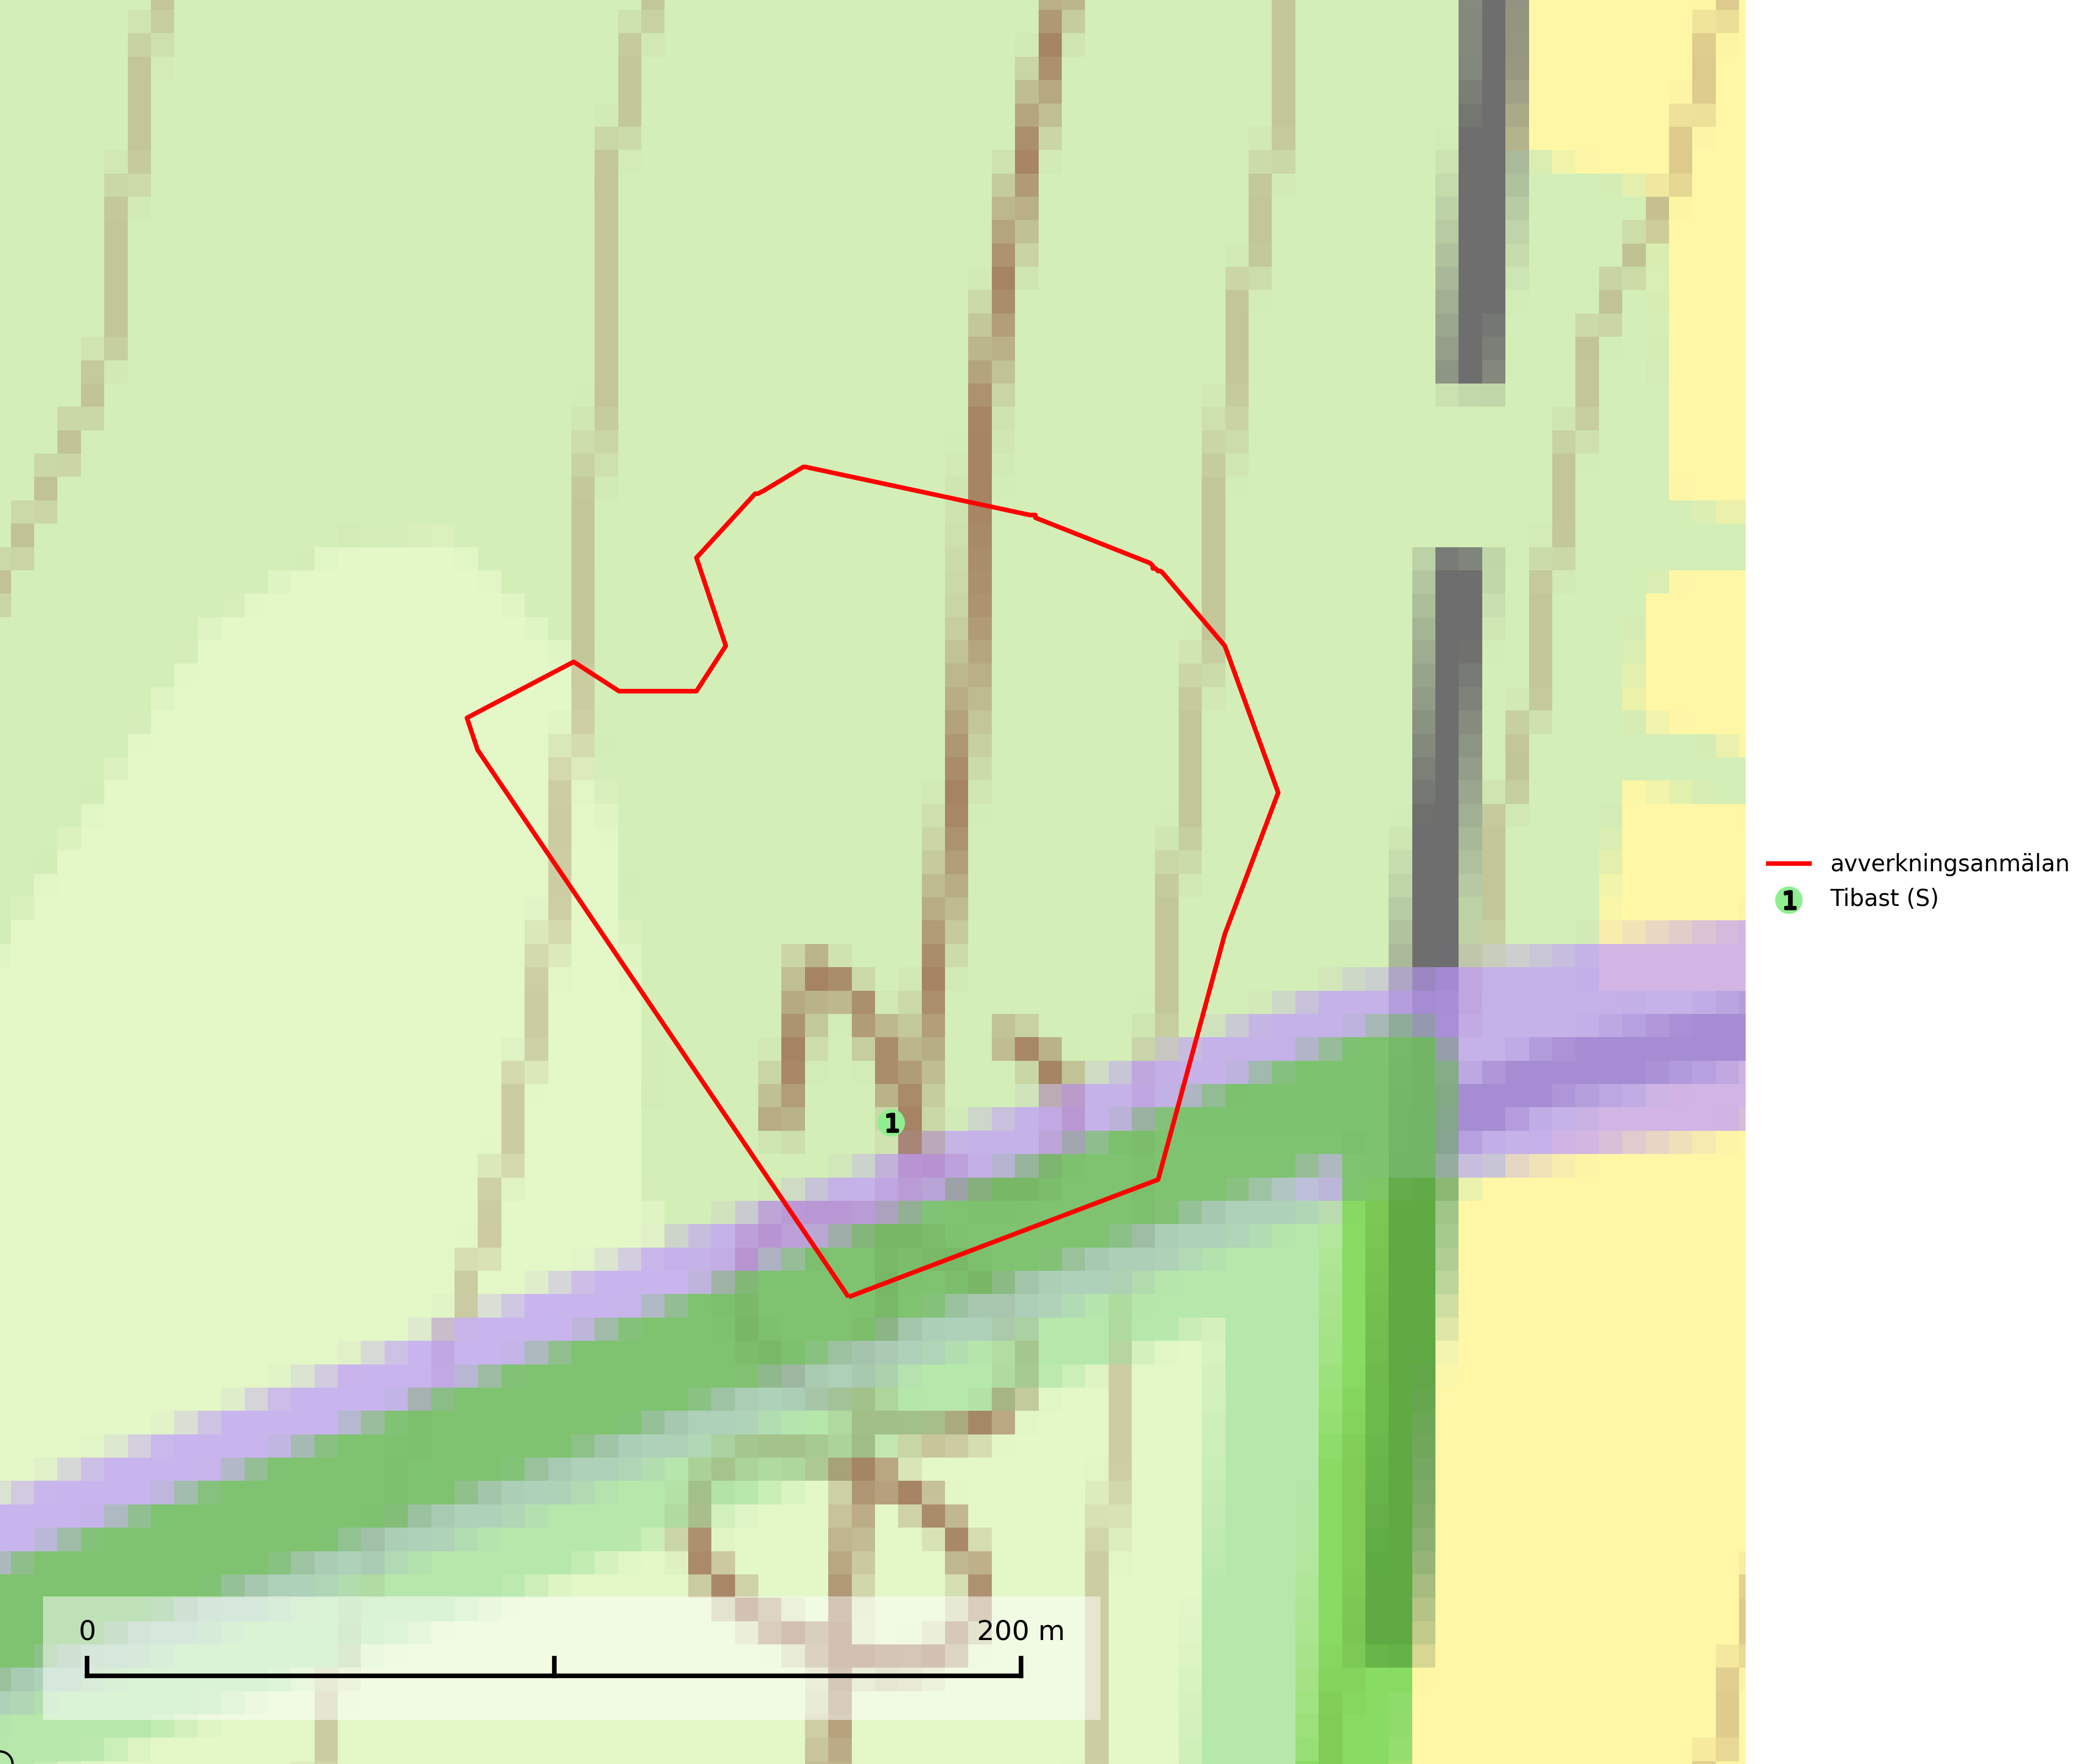 avverkningsanmälan
1 Tibast (S)
1
0 200 m